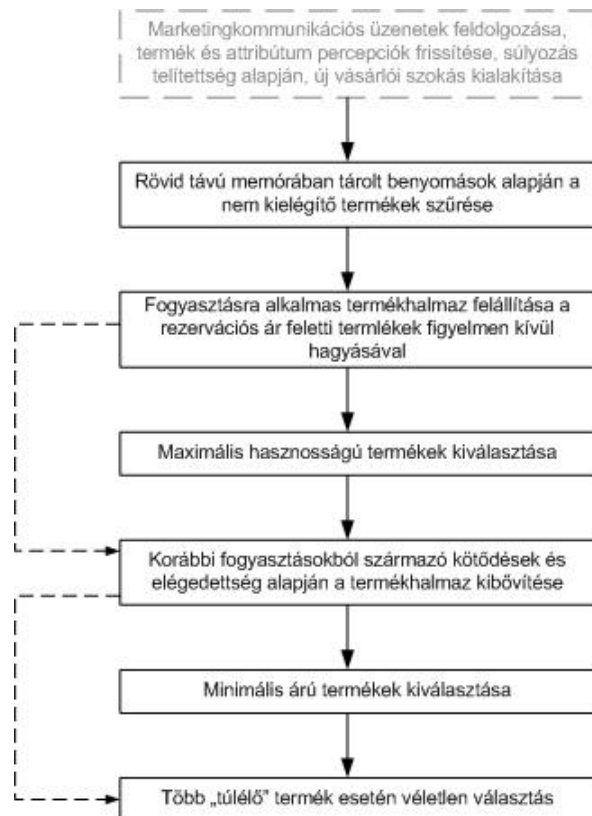 Marketingkommunikációs üzenetek feldolgozása,
termék és attribútum percepciók frissítése, súlyozás
telítettség alapján, új vásárlói szokás kialakítása
Rövid távú memórában tárolt benyomások alapján a
nem kielégítő termékek szűrése
Fogyasztásra alkalmas termékhalmaz felállítása a
rezervációs ár feletti termlékek figyelmen kívül
hagyásával
Maximális hasznosságú termékek kiválasztása
Korábbi fogyasztásokból származó kötődések és
elégedettség alapján a termékhalmaz kibővítése
Minimális árú termékek kiválasztása
Több „túlélő” termék esetén véletlen választás